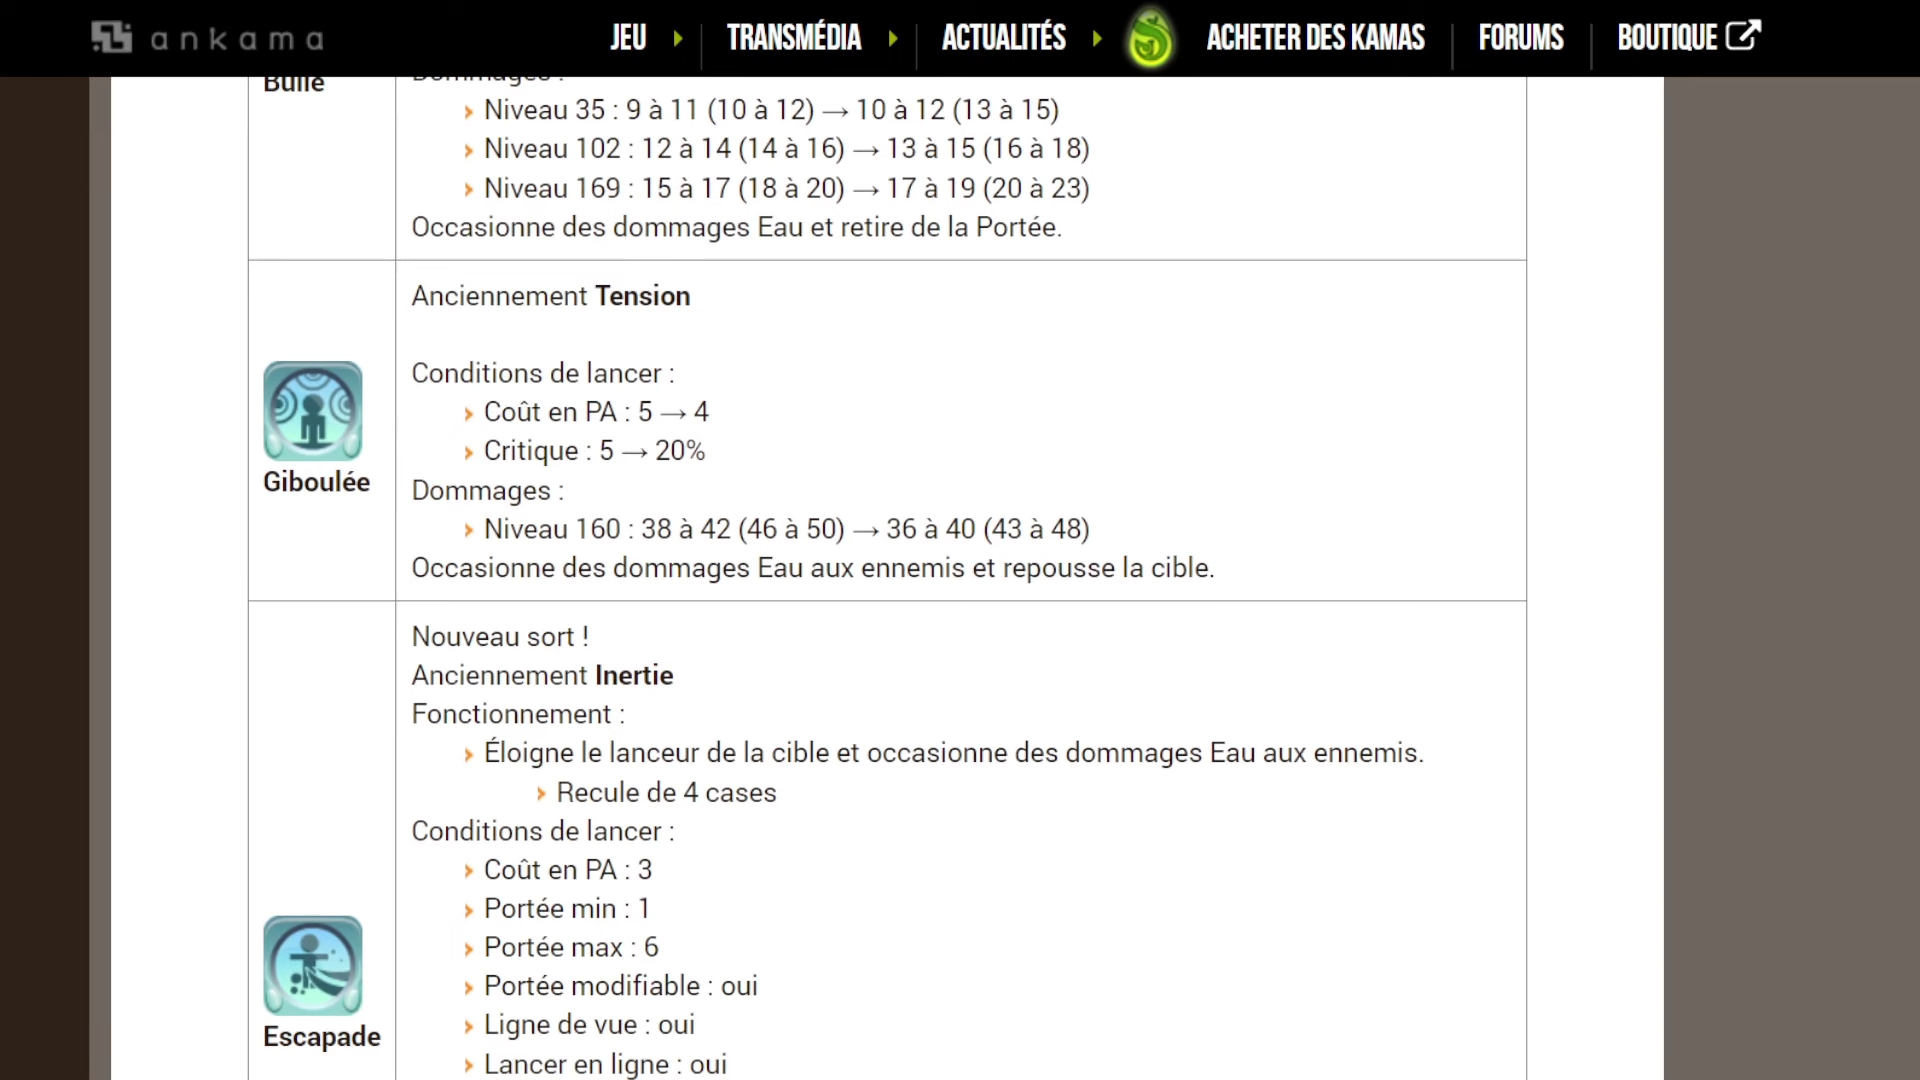 ankama
JEU
TRANSMÉDIA
ACTUALITÉS
ACHETER DES KAMAS
FORUMS
BOUTIQUE
Bulle
Dommages :
Niveau 35 : 9 à 11 (10 à 12) → 10 à 12 (13 à 15)
Niveau 102 : 12 à 14 (14 à 16) → 13 à 15 (16 à 18)
Niveau 169 : 15 à 17 (18 à 20) → 17 à 19 (20 à 23)
Occasionne des dommages Eau et retire de la Portée.
Giboulée
Anciennement Tension
Conditions de lancer :
Coût en PA : 5 → 4
Critique : 5 → 20%
Dommages :
Niveau 160 : 38 à 42 (46 à 50) → 36 à 40 (43 à 48)
Occasionne des dommages Eau aux ennemis et repousse la cible.
Escapade
Nouveau sort !
Anciennement Inertie
Fonctionnement :
Éloigne le lanceur de la cible et occasionne des dommages Eau aux ennemis.
Recule de 4 cases
Conditions de lancer :
Coût en PA : 3
Portée min : 1
Portée max : 6
Portée modifiable : oui
Ligne de vue : oui
Lancer en ligne : oui